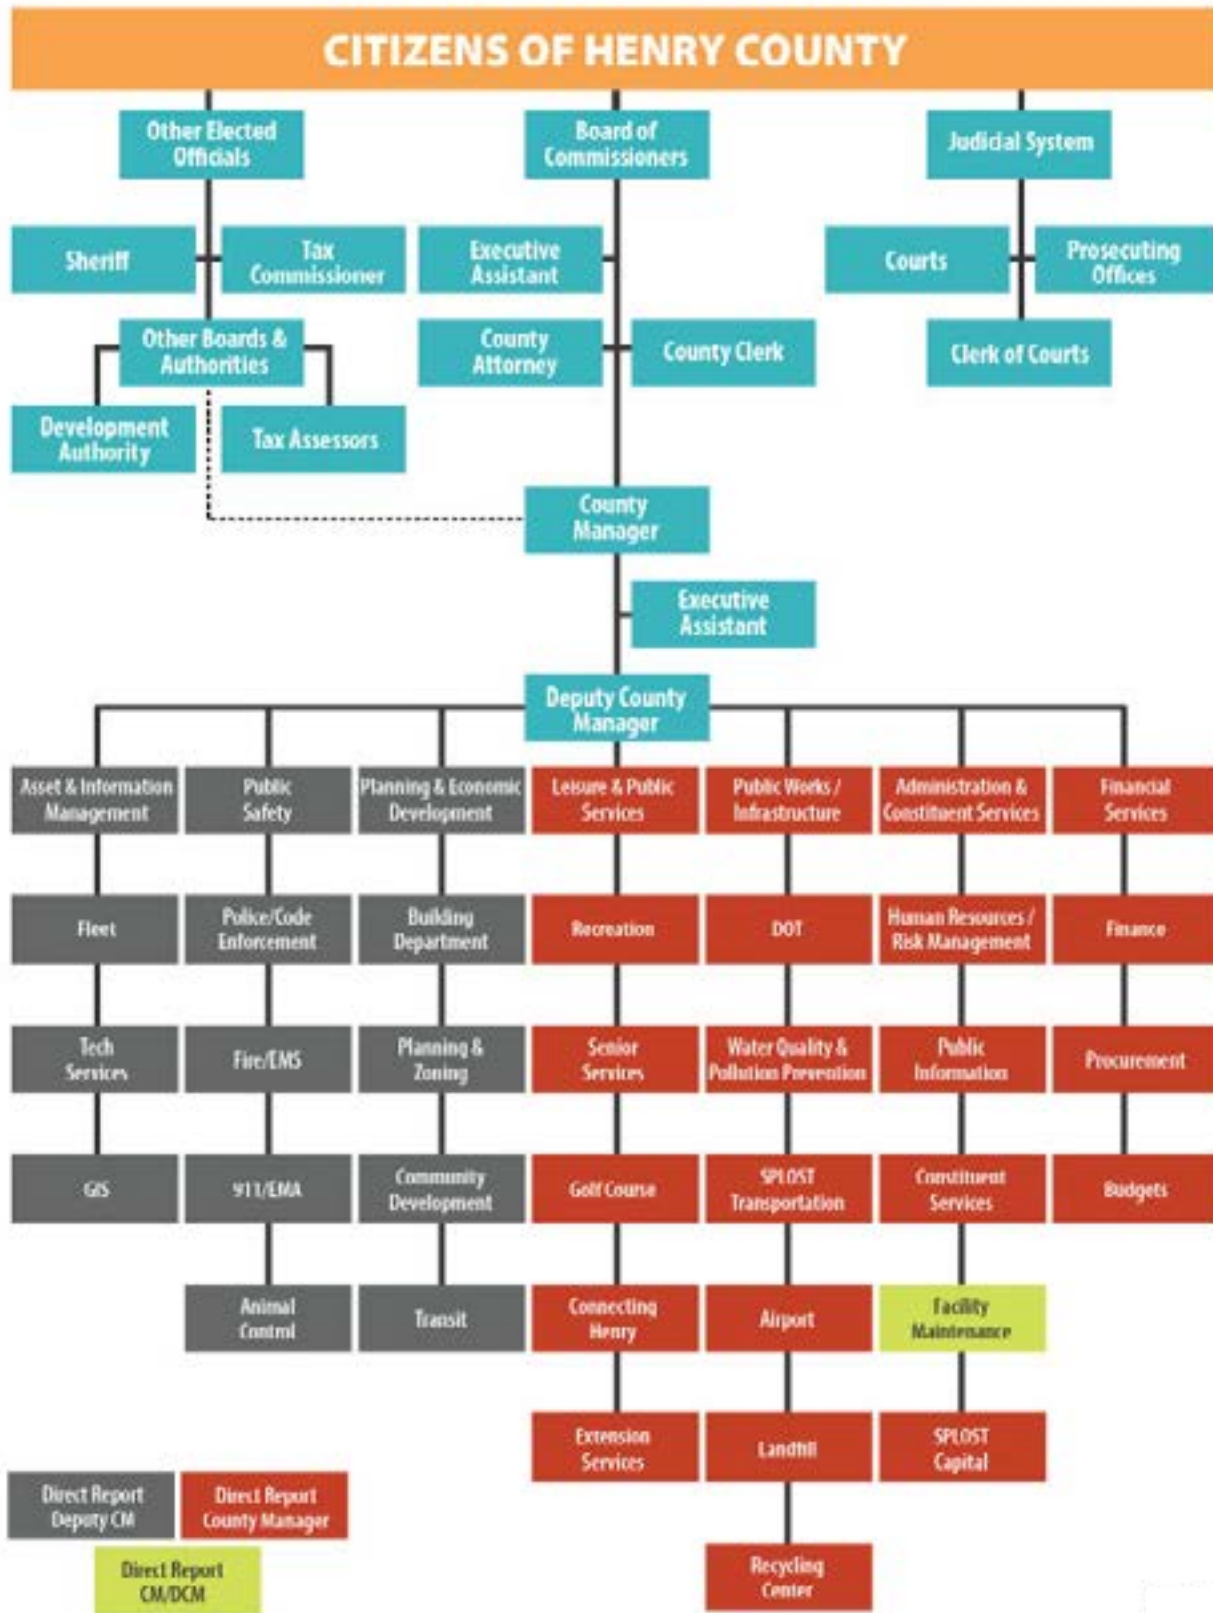 CITIZENS OF HENRY COUNTY
Other Elected
Officials
Board of
Commissioners
Judicial System
Sheriff
Tax
Commissioner
Executive
Assistant
Courts
Prosecuting
Offices
Other Boards &
Authorities
County
Attorney
County Clerk
Clerk of Courts
Development
Authority
Tax Assessors
County
Manager
Executive
Assistant
Deputy County
Manager
Asset & Information
Management
Public
Safety
Planning & Economic
Development
Leisure & Public
Services
Public Works /
Infrastructure
Administration &
Constituent Services
Financial
Services
Fleet
Police/Code
Enforcement
Building
Department
Recreation
DOT
Human Resources /
Risk Management
Finance
Tech
Services
Fire/EMS
Planning &
Zoning
Senior
Services
Water Quality &
Pollution Prevention
Public
Information
Procurement
GIS
911/EMA
Community
Development
Golf Course
SPLOST
Transportation
Constituent
Services
Budgets
Animal
Control
Transit
Connecting
Henry
Airport
Facility
Maintenance
Extension
Services
Landfill
SPLOST
Capital
Recycling
Center
Direct Report
Deputy CM
Direct Report
County Manager
Direct Report
CM/DCM